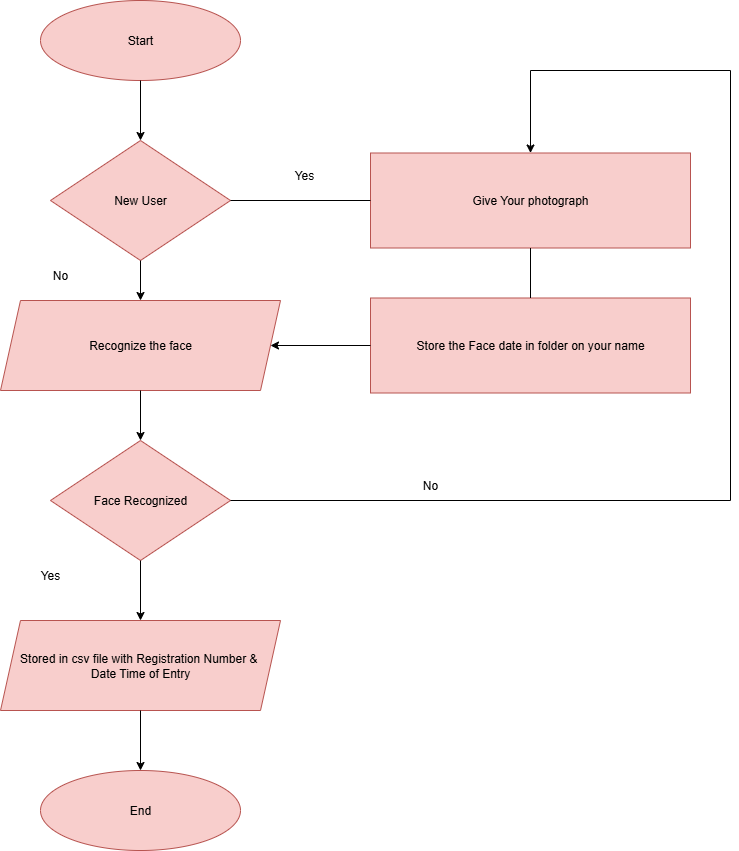 Start
Yes
New User
Give Your photograph
No
Recognize the face
Store the Face date in folder on your name
No
Face Recognized
Yes
Stored in csv file with Registration Number &
Date Time of Entry
End